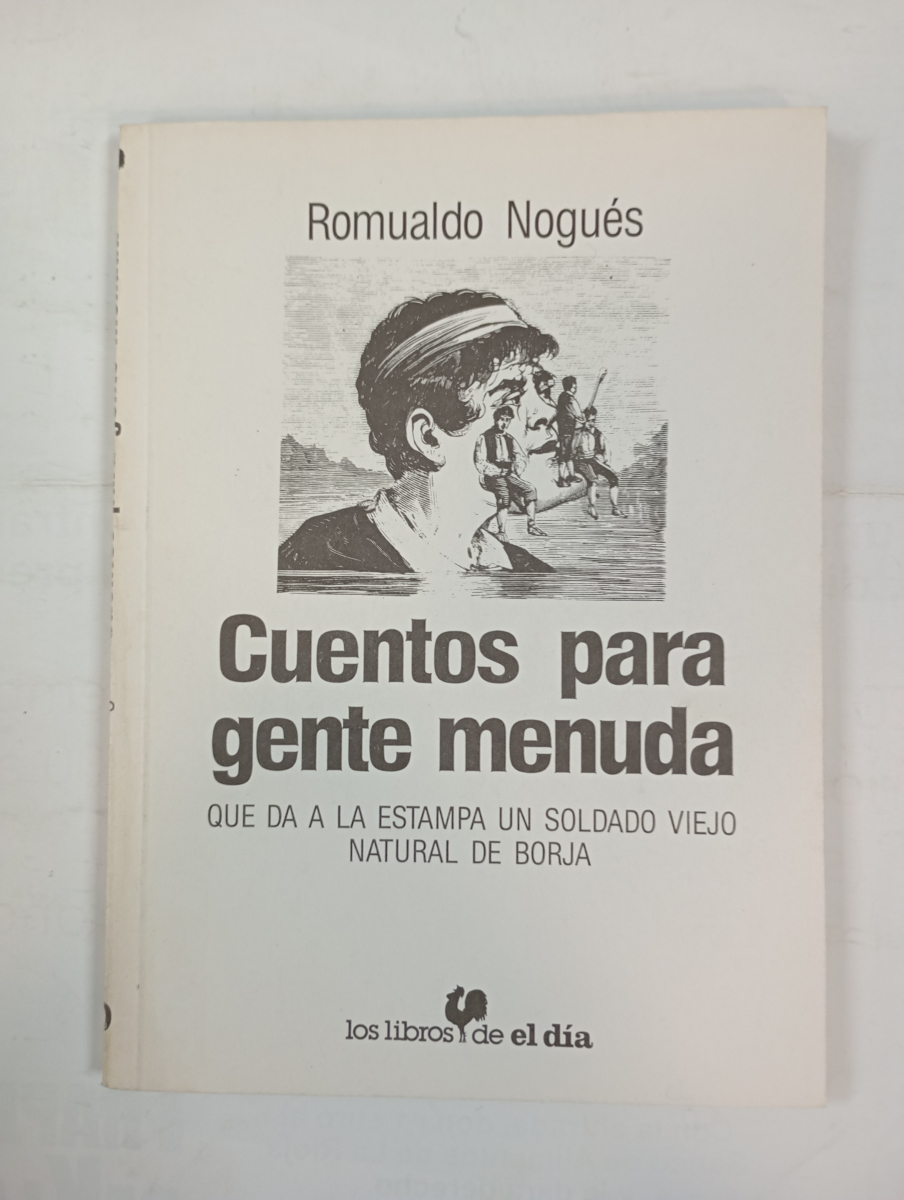 Romualdo Nogués
Cuentos para
gente menuda
QUE DA A LA ESTAMPA UN SOLDADO VIEJO
NATURAL DE BORJA
los libros de el día